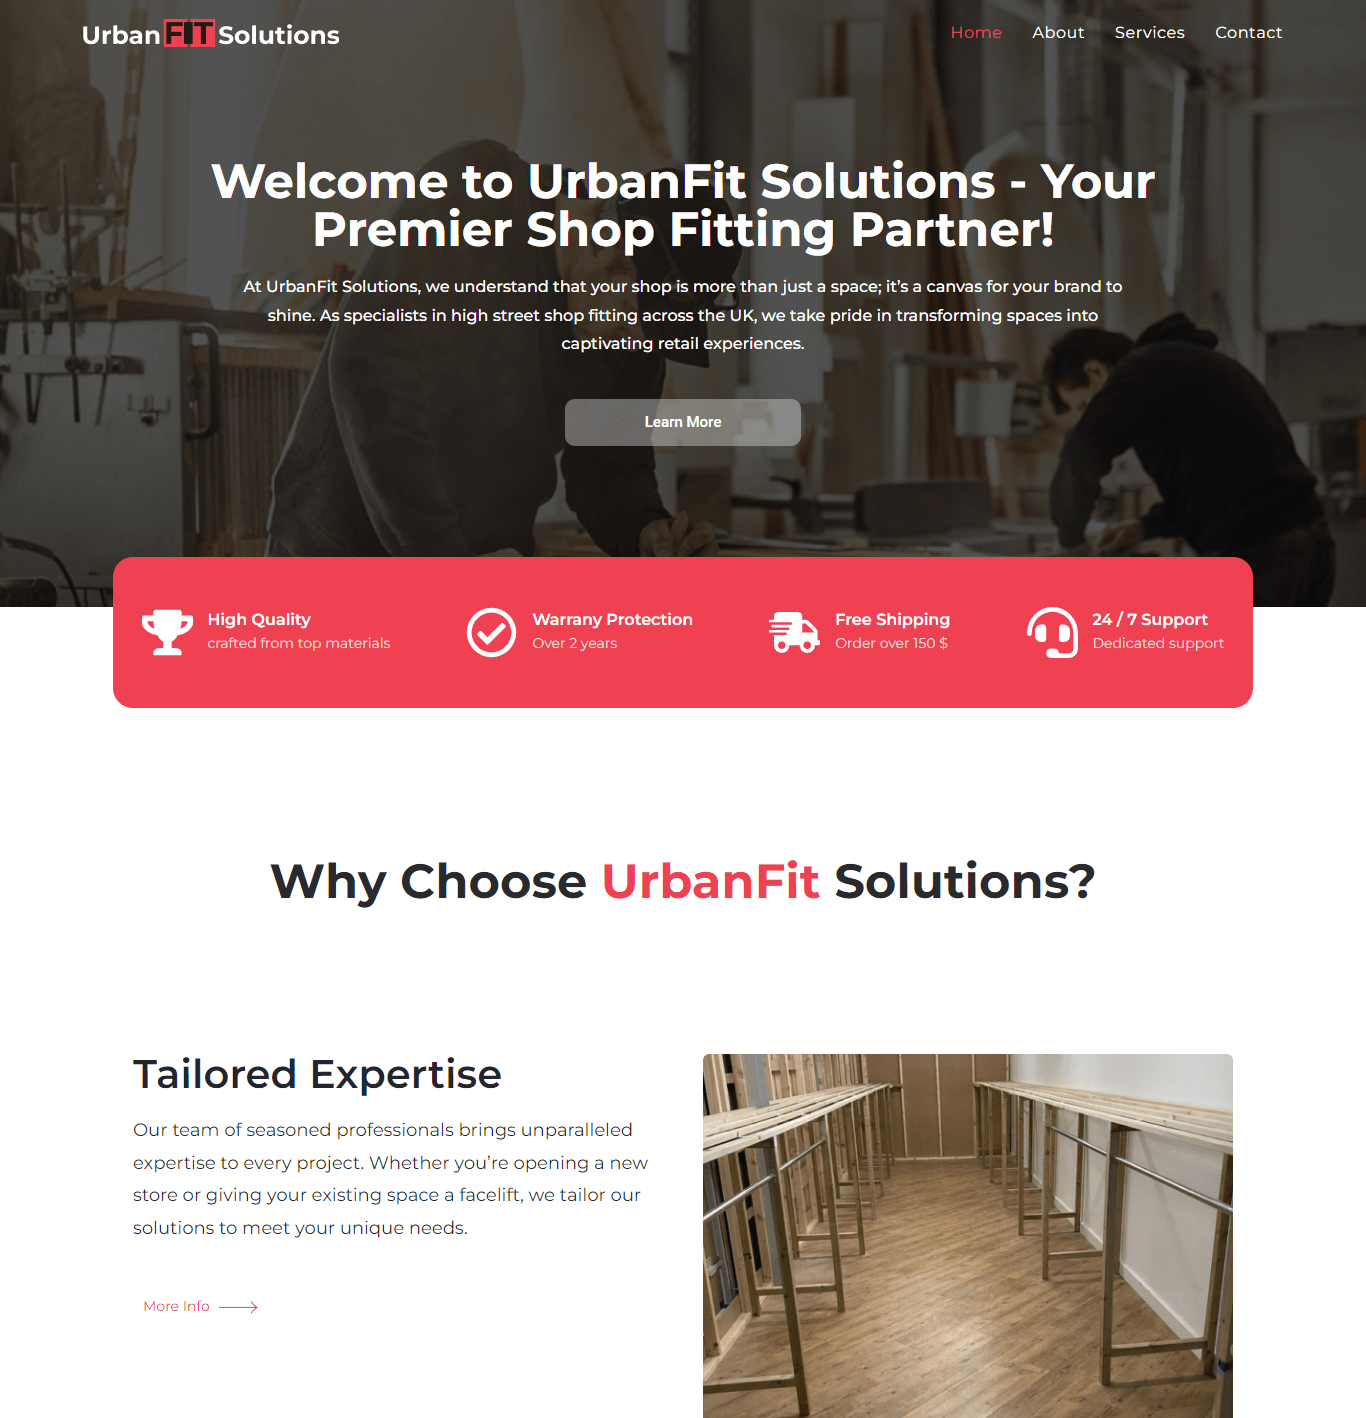 Urban FIT Solutions
Home About Services Contact
Welcome to UrbanFit Solutions - Your
Premier Shop Fitting Partner!
At UrbanFit Solutions, we understand that your shop is more than just a space; it’s a canvas for your brand to
shine. As specialists in high street shop fitting across the UK, we take pride in transforming spaces into
captivating retail experiences.
Learn More
High Quality
crafted from top materials
Warrany Protection
Over 2 years
Free Shipping
Order over 150 $
24 / 7 Support
Dedicated support
Why Choose UrbanFit Solutions?
Tailored Expertise
Our team of seasoned professionals brings unparalleled
expertise to every project. Whether you’re opening a new
store or giving your existing space a facelift, we tailor our
solutions to meet your unique needs.
More Info